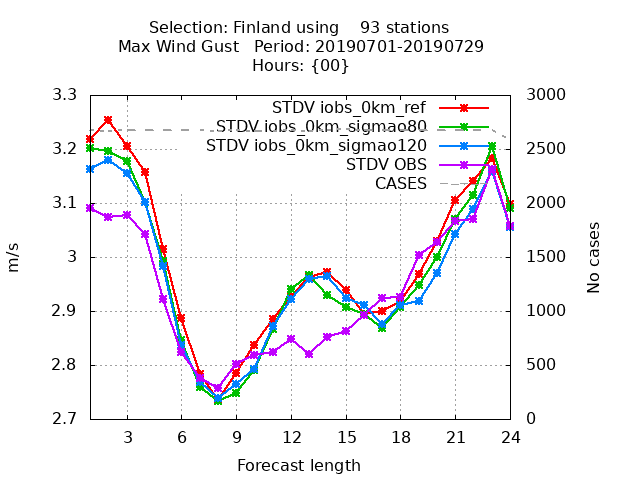 Selection: Finland using    93 stations
Max Wind Gust   Period: 20190701-20190729
Hours: {00}
3.3
3.2
3.1
3
2.9
2.8
2.7
m/s
STDV iobs_0km_ref
STDV iobs_0km_sigmao80
STDV iobs_0km_sigmao120
STDV OBS
CASES
3000
2500
2000
1500
1000
500
0
No cases
3 6 9 12 15 18 21 24
Forecast length